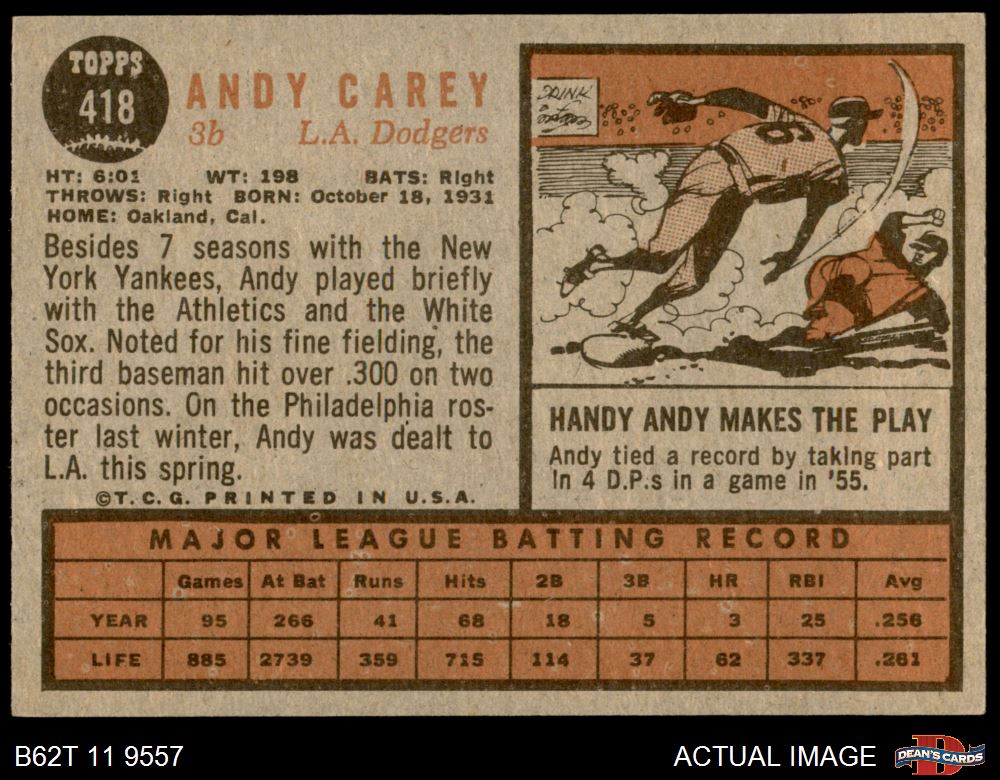 TOPPS
418
ANDY CAREY
3b L.A. Dodgers
HT: 6:01 WT: 198 BATS: Right
THROWS: Right BORN: October 18, 1931
HOME: Oakland, Cal.
Besides 7 seasons with the New
York Yankees, Andy played briefly
with the Athletics and the White
Sox. Noted for his fine fielding, the
third baseman hit over .300 on two
occasions. On the Philadelphia ros-
ter last winter, Andy was dealt to
L.A. this spring.
©T.C.G. PRINTED IN U.S.A.
DRINK
6
HANDY ANDY MAKES THE PLAY
Andy tied a record by taking part
in 4 D.P.s in a game in '55.
MAJOR LEAGUE BATTING RECORD
Games At Bat Runs Hits 2B 3B HR RBI Avg
YEAR 95 266 41 68 18 5 3 25 .256
LIFE 885 2739 359 715 114 37 62 337 .261
B62T 11 9557
ACTUAL IMAGE
D
DEAN'S CARDS